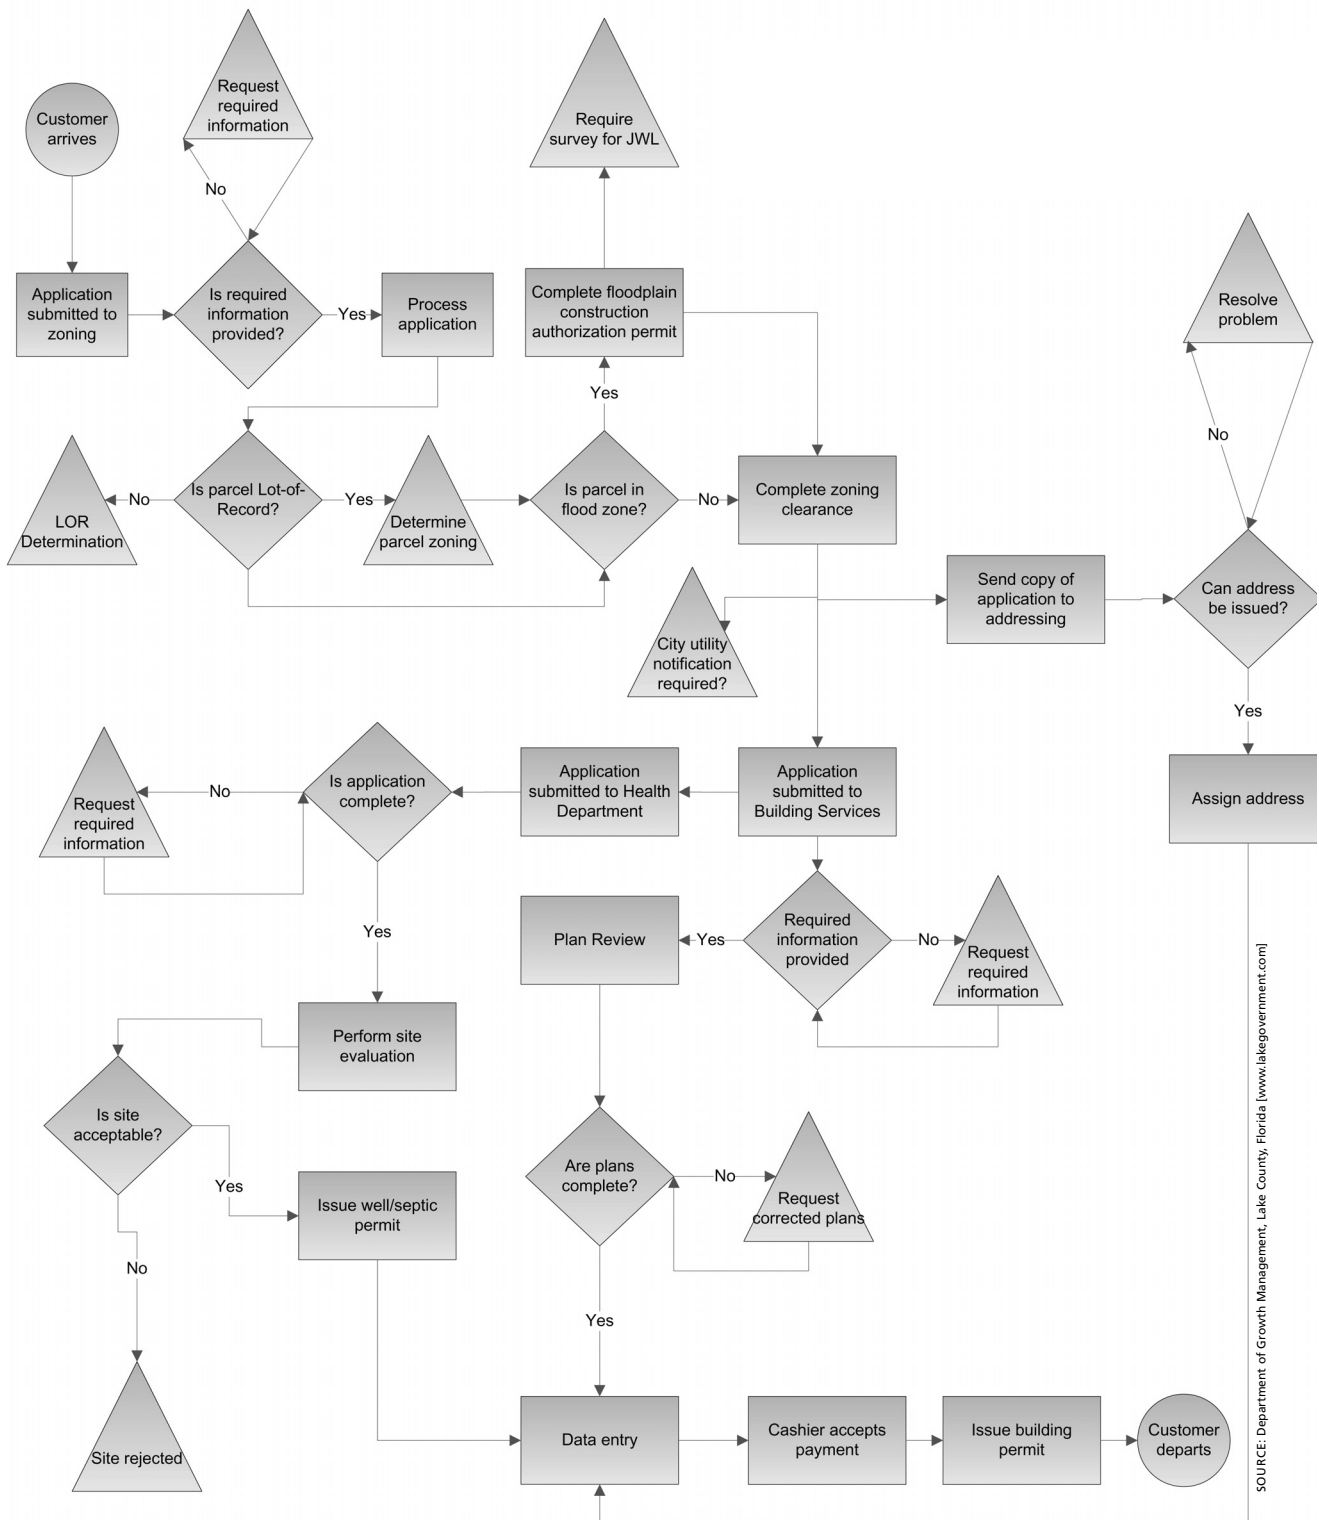 Request
required
information
Customer
arrives
No
Require
survey for JWL
Application
submitted to
zoning
Is required
information
provided?
Yes
Process
application
Complete floodplain
construction
authorization permit
Resolve
problem
No
Yes
LOR
Determination
No
Is parcel Lot-of-
Record?
Yes
Determine
parcel zoning
Is parcel in
flood zone?
No
Complete zoning
clearance
City utility
notification
required?
Send copy of
application to
addressing
Can address
be issued?
Yes
Request
required
information
No
Is application
complete?
Application
submitted to Health
Department
Application
submitted to
Building Services
Assign address
Yes
Plan Review
Yes
Required
information
provided
No
Request
required
information
Perform site
evaluation
Is site
acceptable?
Yes
Issue well/septic
permit
No
Are plans
complete?
No
Request
corrected plans
Yes
Site rejected
Data entry
Cashier accepts
payment
Issue building
permit
Customer
departs
SOURCE: Department of Growth Management, Lake County, Florida [www.lakegovernment.com]